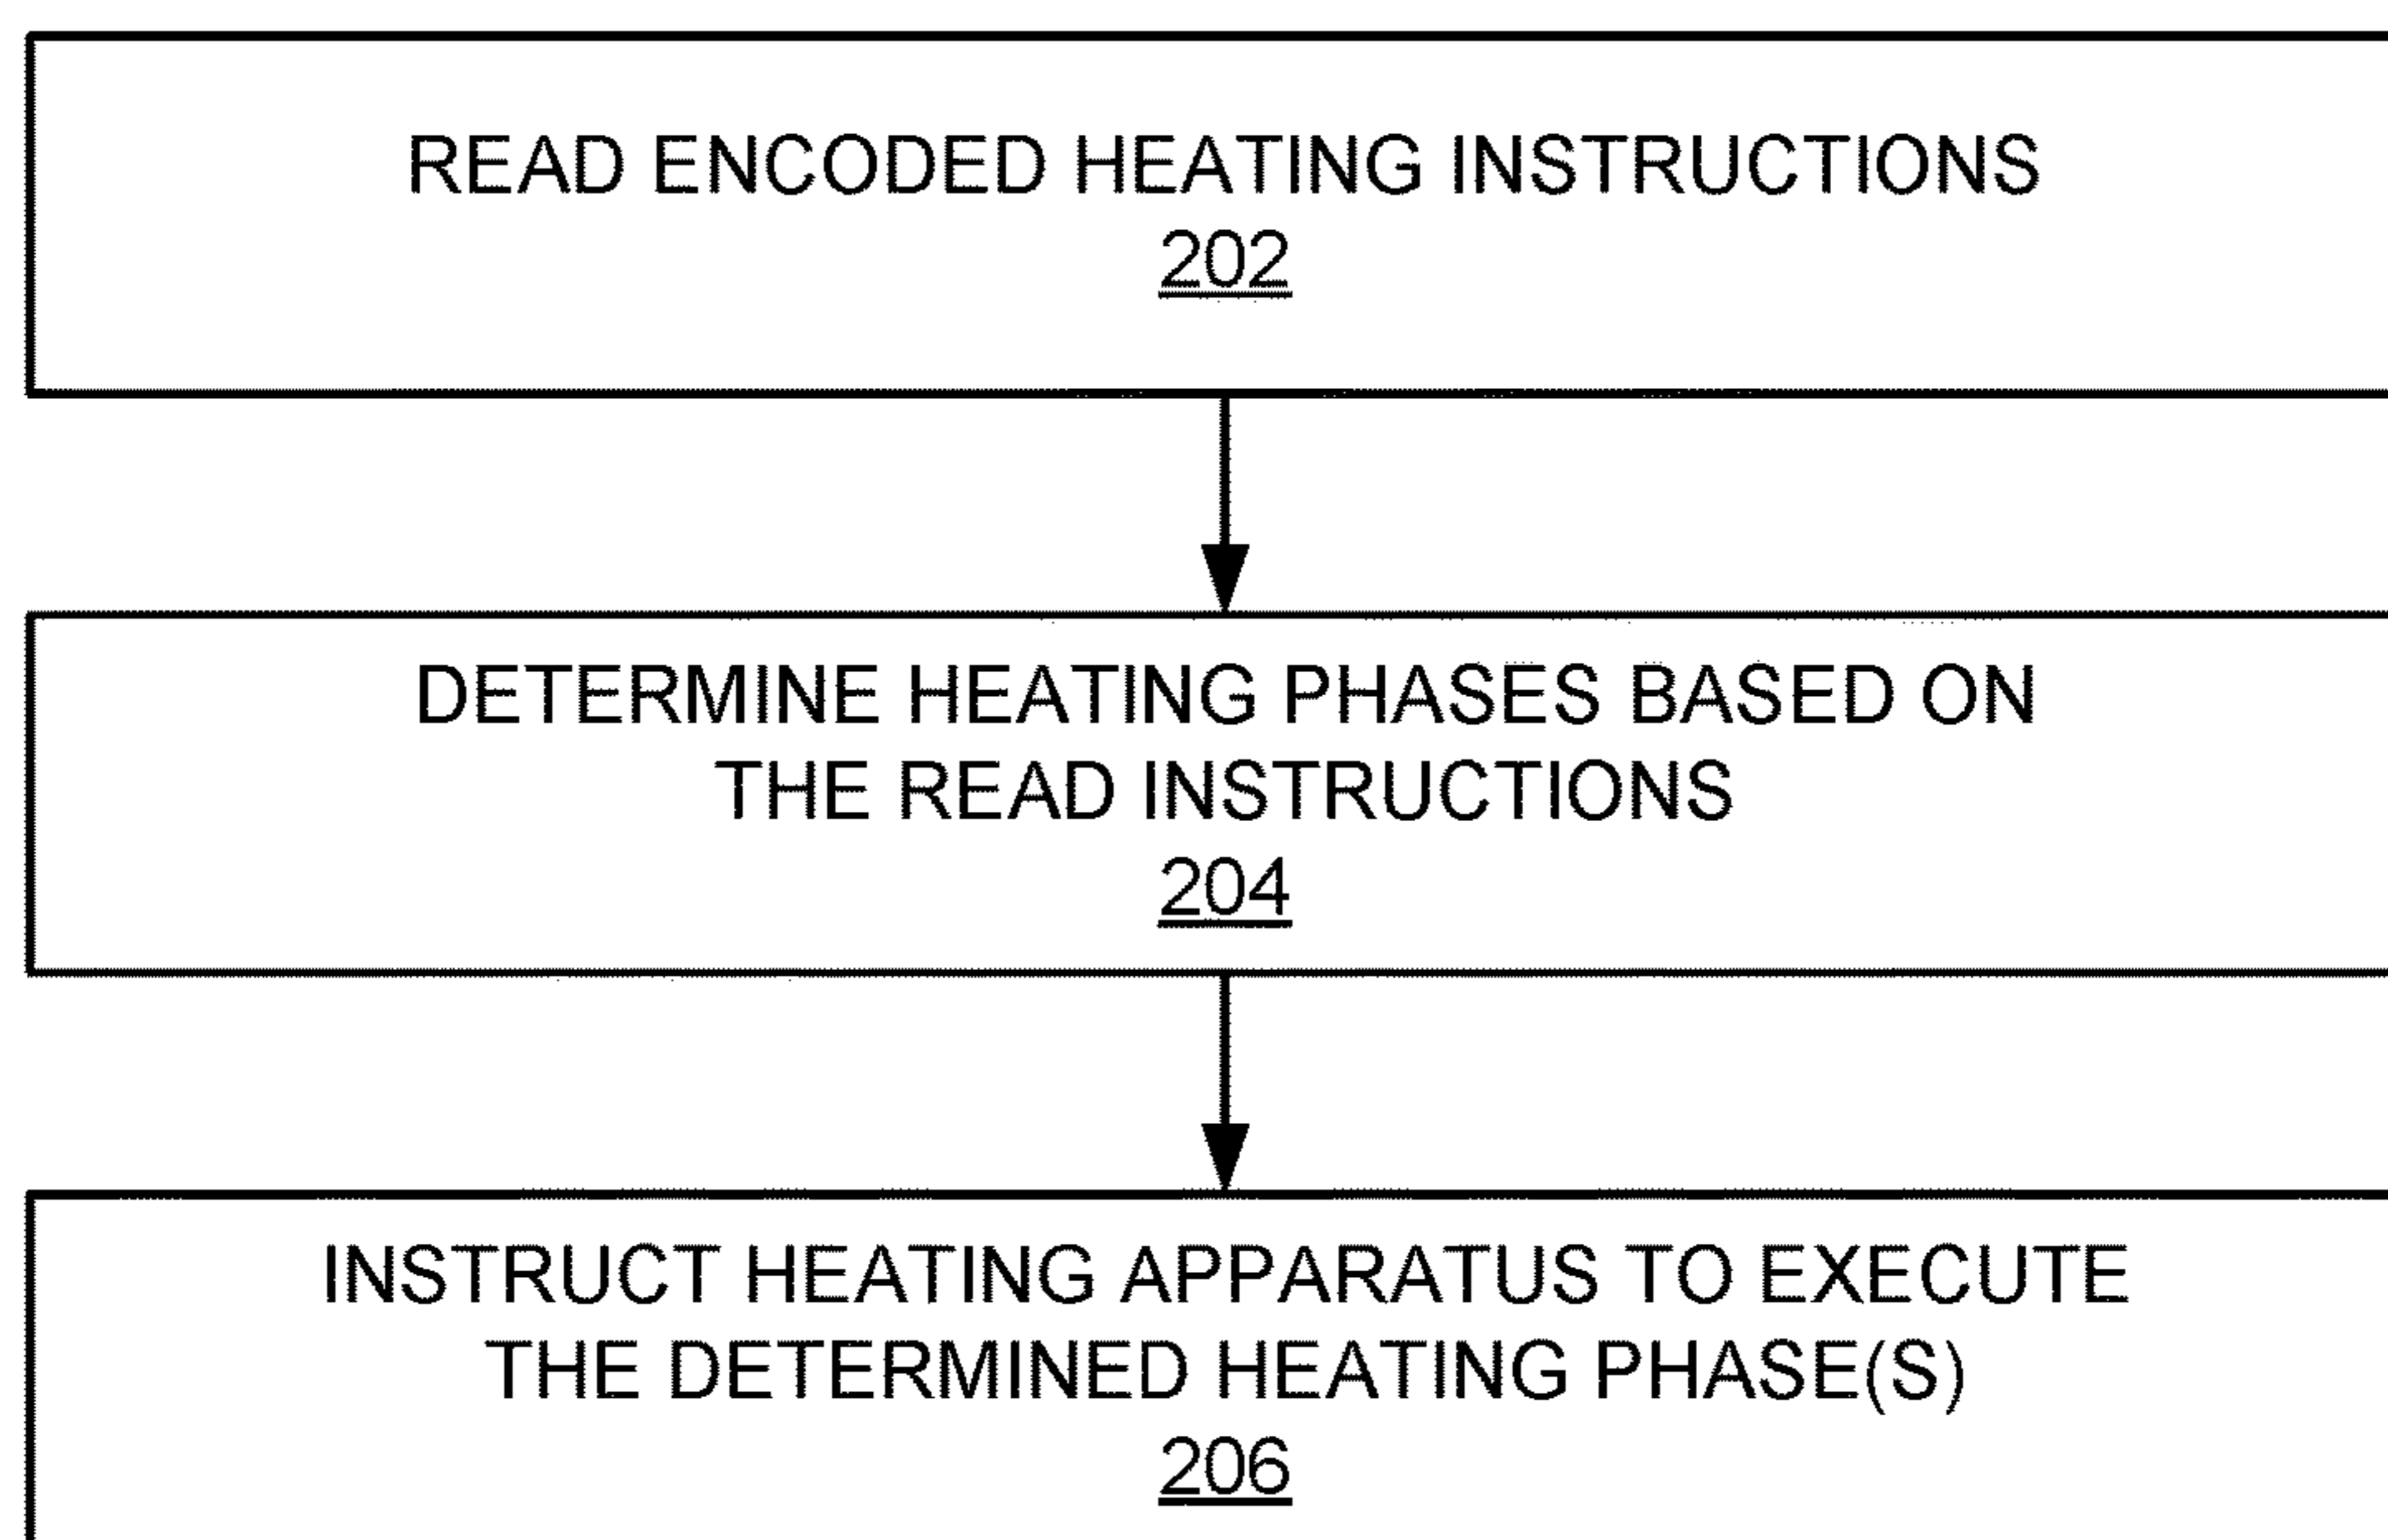 READ ENCODED HEATING INSTRUCTIONS
202
DETERMINE HEATING PHASES BASED ON
THE READ INSTRUCTIONS
204
INSTRUCT HEATING APPARATUS TO EXECUTE
THE DETERMINED HEATING PHASE(S)
206